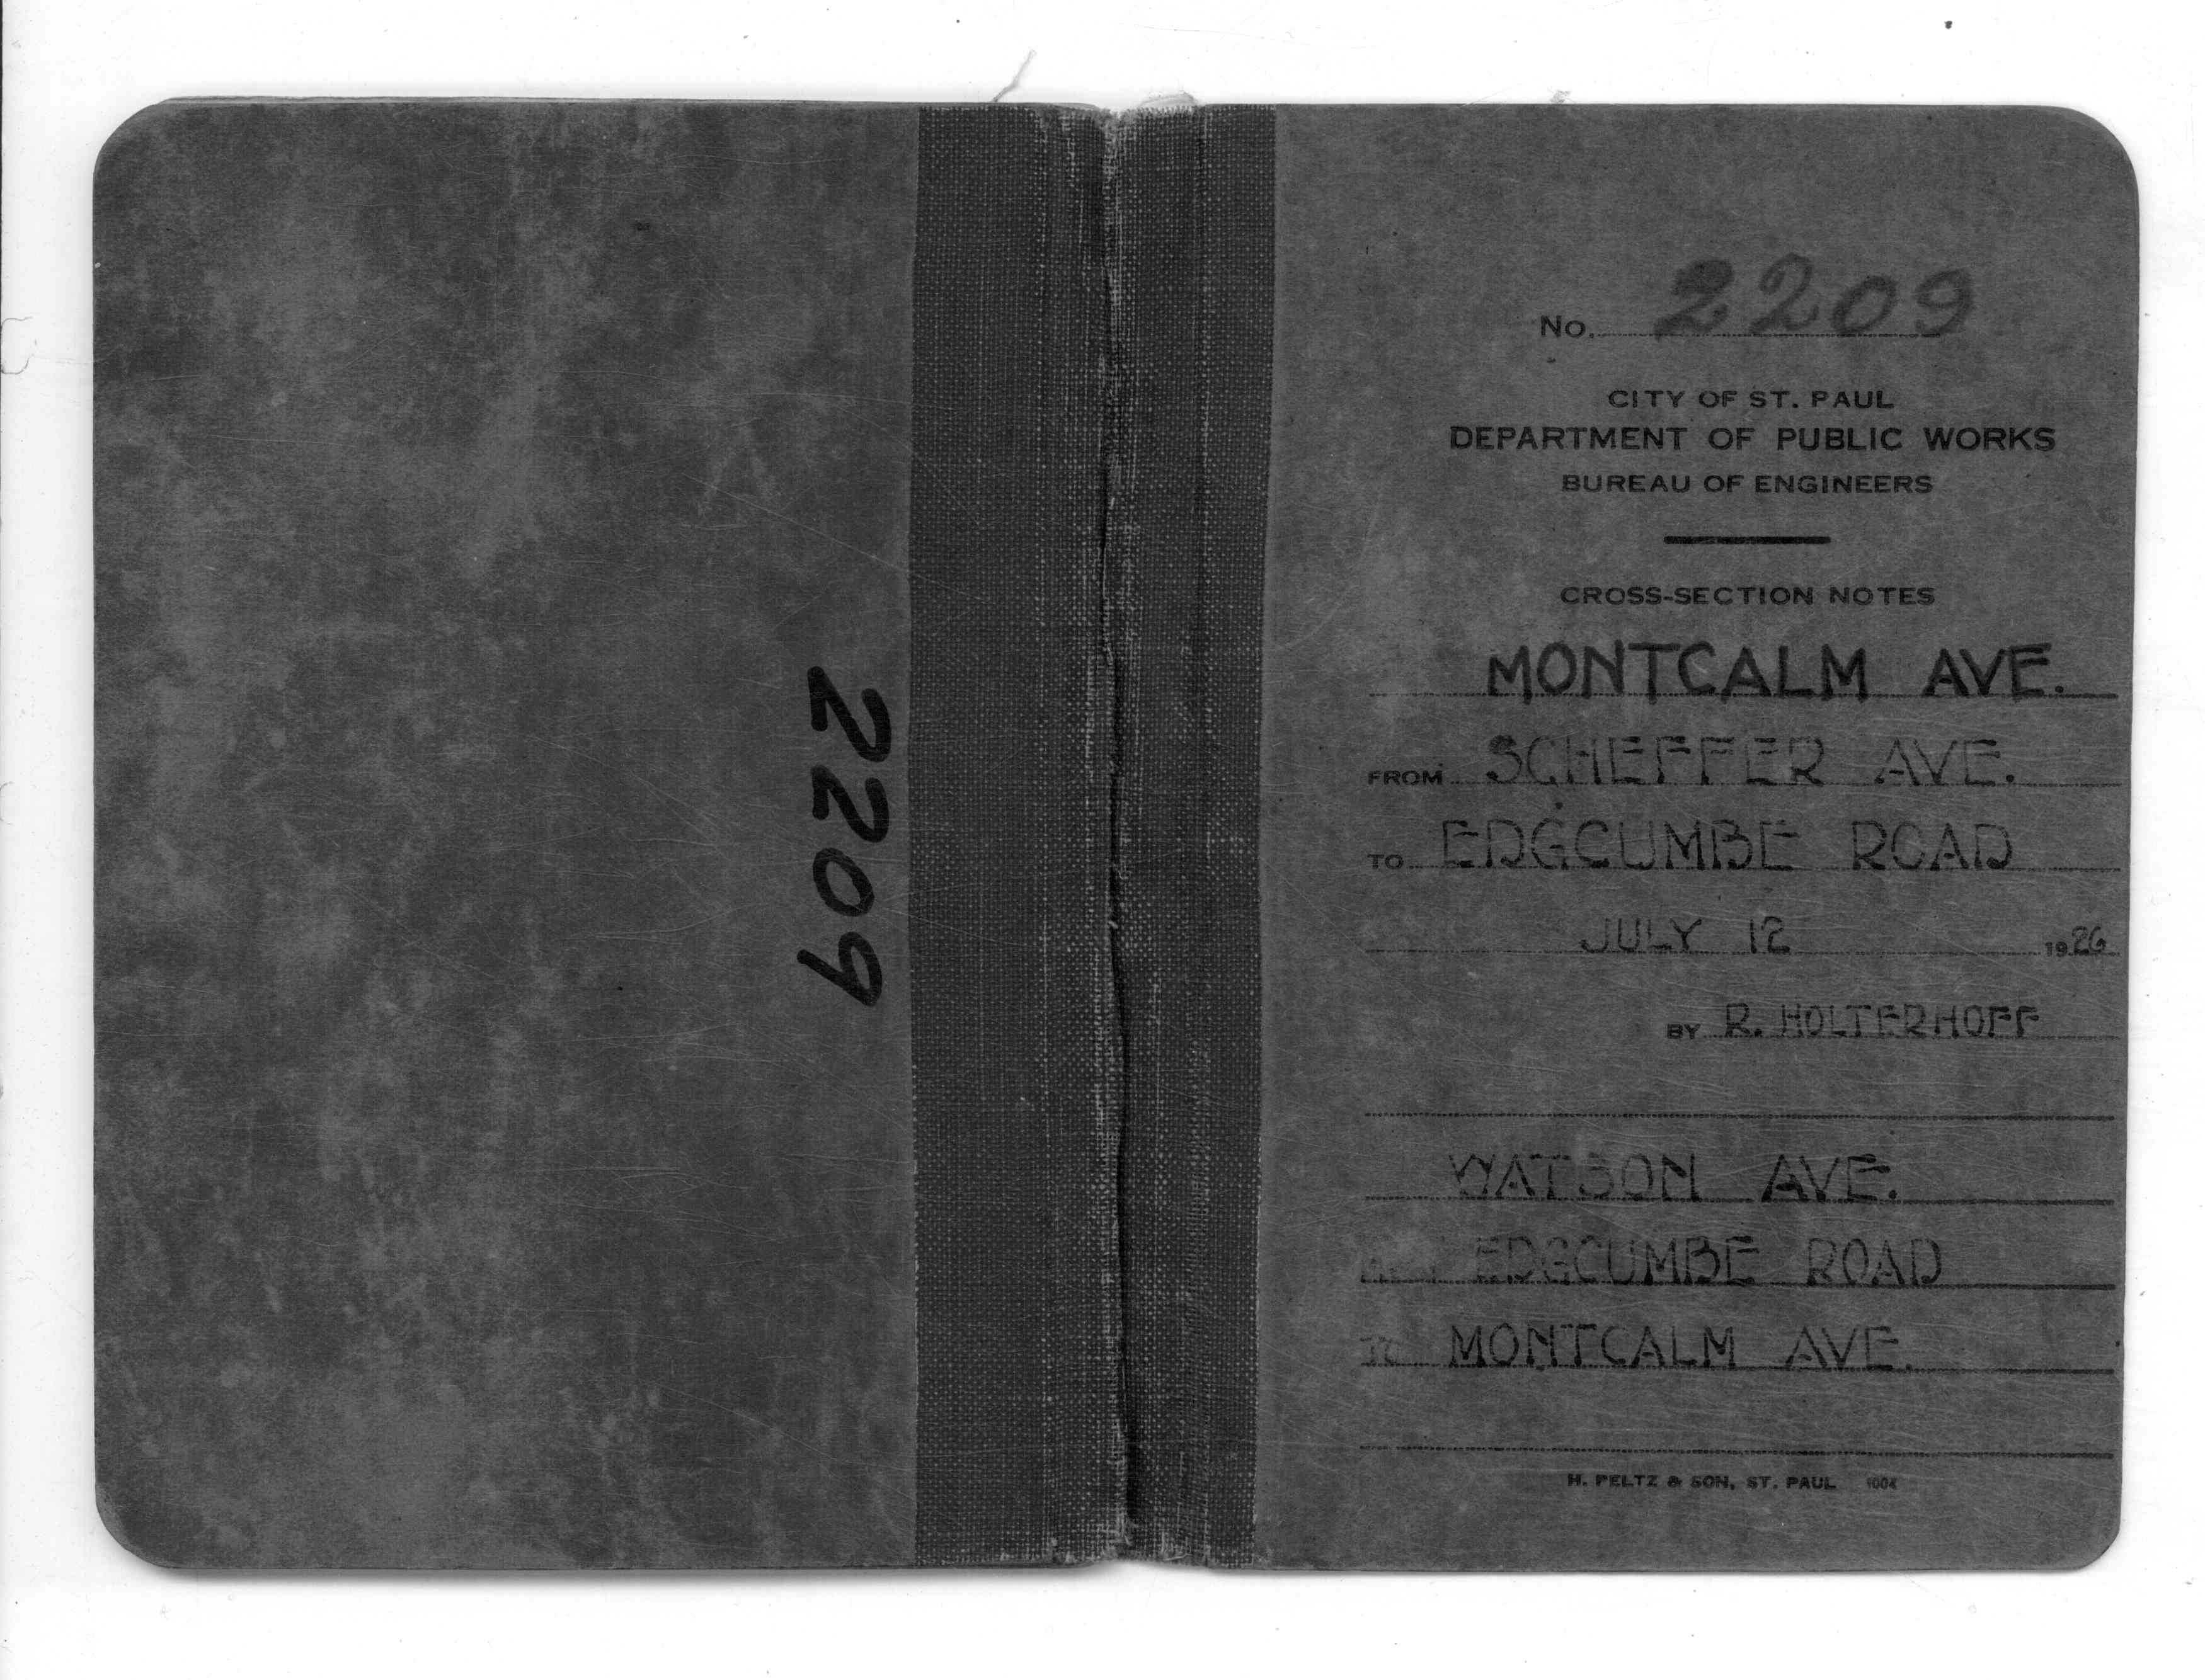 2209
No. 2209
CITY OF ST. PAUL
DEPARTMENT OF PUBLIC WORKS
BUREAU OF ENGINEERS
CROSS-SECTION NOTES
MONTCALM AVE.
FROM SCHEFFER AVE.
TO EDGCUMBE ROAD
JULY 12 1926
BY R. HOLTERHOFF
WATSON AVE.
EDGCUMBE ROAD
TO MONTCALM AVE.
H. PELTZ & SON, ST. PAUL